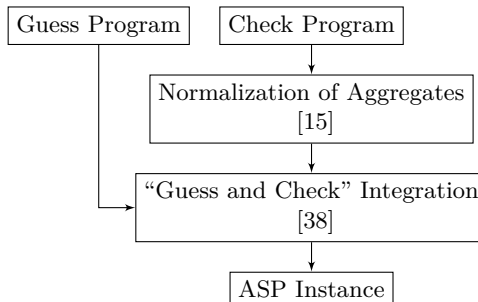 Guess Program
Check Program
Normalization of Aggregates
[15]
“Guess and Check” Integration
[38]
ASP Instance